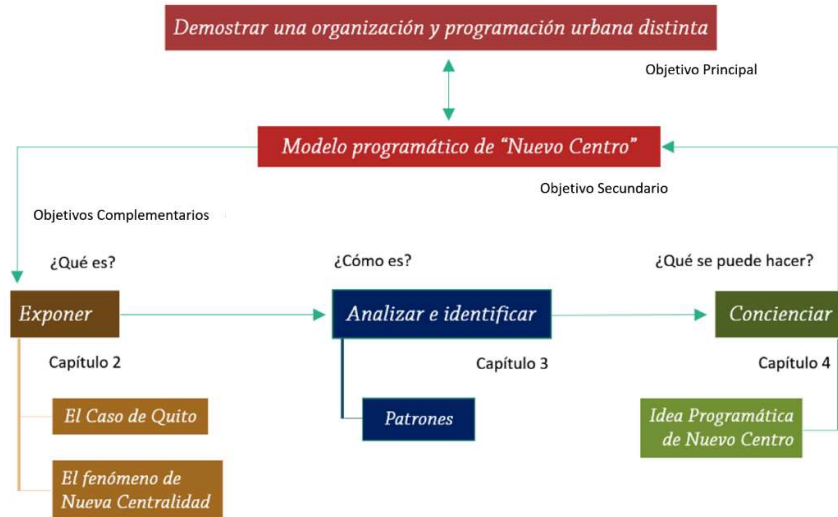 Demostrar una organización y programación urbana distinta
Objetivo Principal
Modelo programático de “Nuevo Centro”
Objetivo Secundario
Objetivos Complementarios
¿Qué es?
¿Cómo es?
¿Qué se puede hacer?
Exponer
Analizar e identificar
Concienciar
Capítulo 2
Capítulo 3
Capítulo 4
El Caso de Quito
Patrones
Idea Programática
de Nuevo Centro
El fenómeno de
Nueva Centralidad